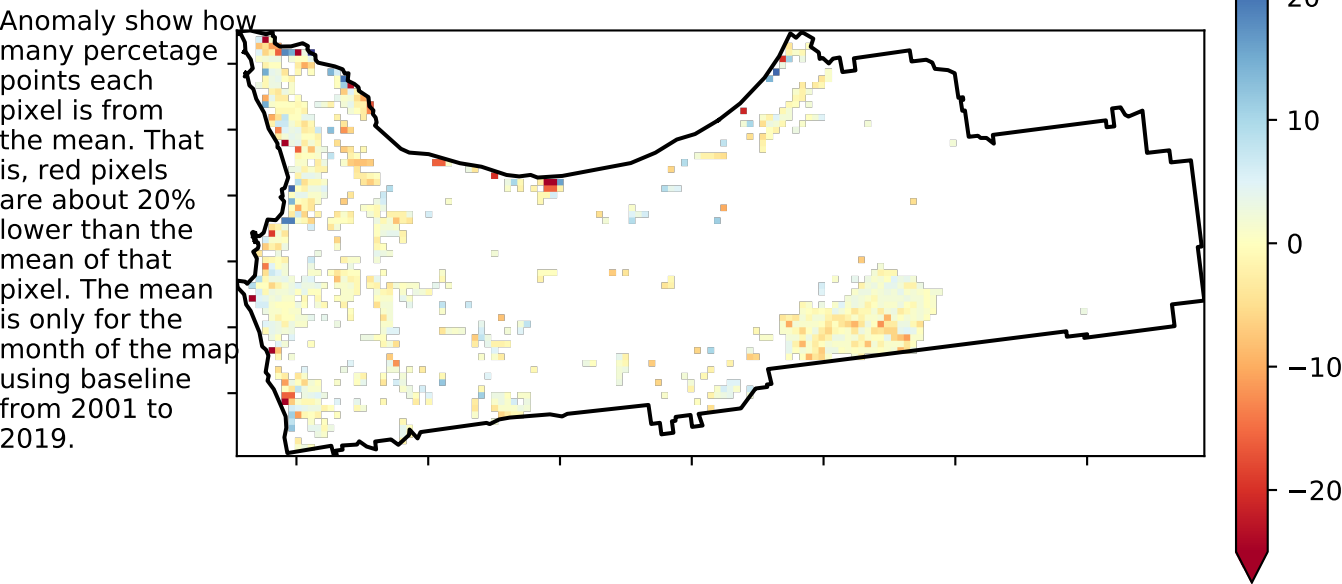 Anomaly show how
many percetage
points each
pixel is from
the mean. That
is, red pixels
are about 20%
lower than the
mean of that
pixel. The mean
is only for the
month of the map
using baseline
from 2001 to
2019.
20
10
0
−10
−20